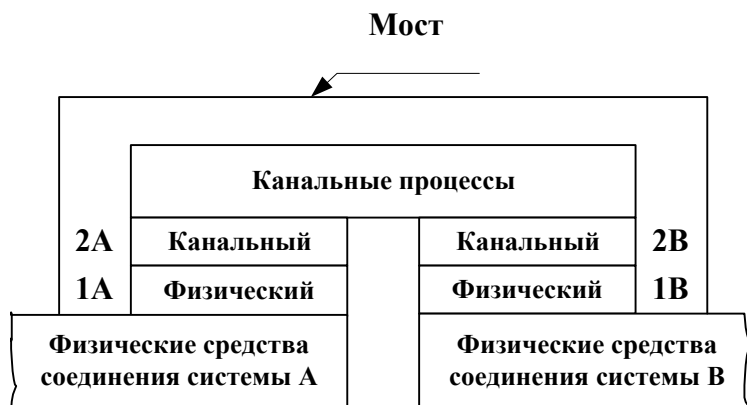 Мост
Канальные процессы
2А Канальный Канальный 2В
1А Физический Физический 1В
Физические средства
соединения системы А
Физические средства
соединения системы В